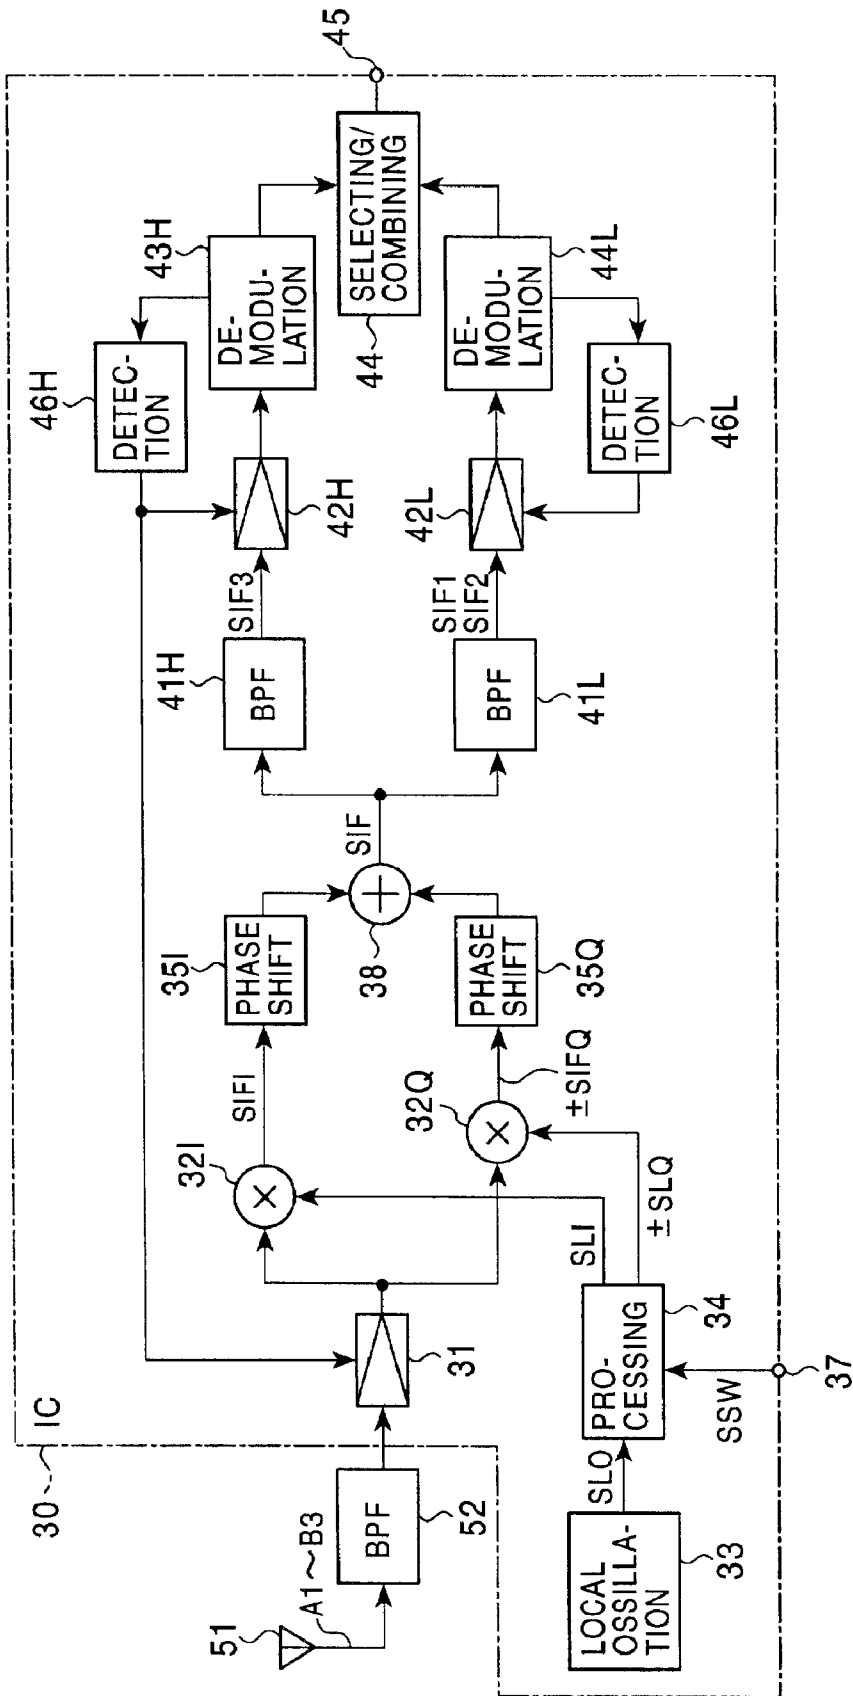 30
IC
51
A1~B3
BPF
52
31
32I
SIFI
35I
PHASE
SHIFT
38
SIF
32Q
±SIFQ
35Q
PHASE
SHIFT
SLI
±SLQ
LOCAL
OSSILLA-
TION
33
SLO
PRO-
CESSING
34
SSW
37
41H
BPF
SIF3
42H
46H
DETEC-
TION
43H
DE-
MODU-
LATION
41L
BPF
SIF1
SIF2
42L
DE-
MODU-
LATION
44L
DETEC-
TION
46L
44
SELECTING/
COMBINING
45